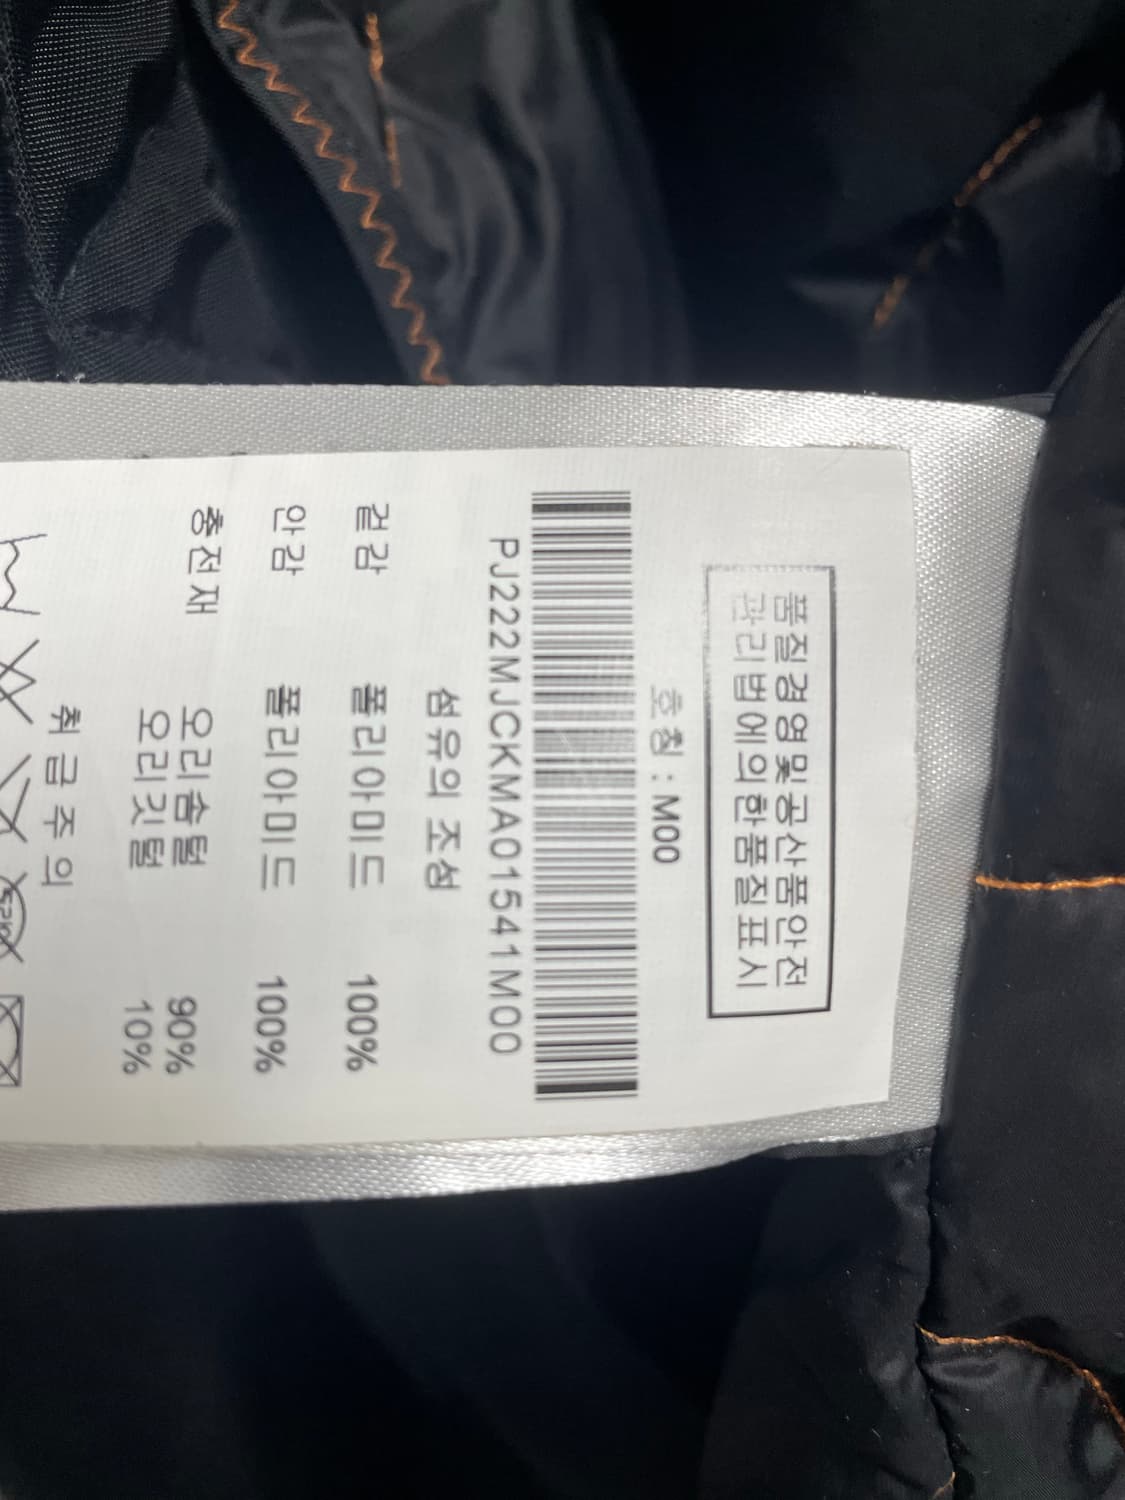 품질경영및공산품안전
관리법에의한품질표시
호칭 : M00
PJ222MJCKMA01541M00
섬유의 조성
겉감 폴리아미드 100%
안감 폴리아미드 100%
충전재 오리솜털 90%
오리깃털 10%
취급주의